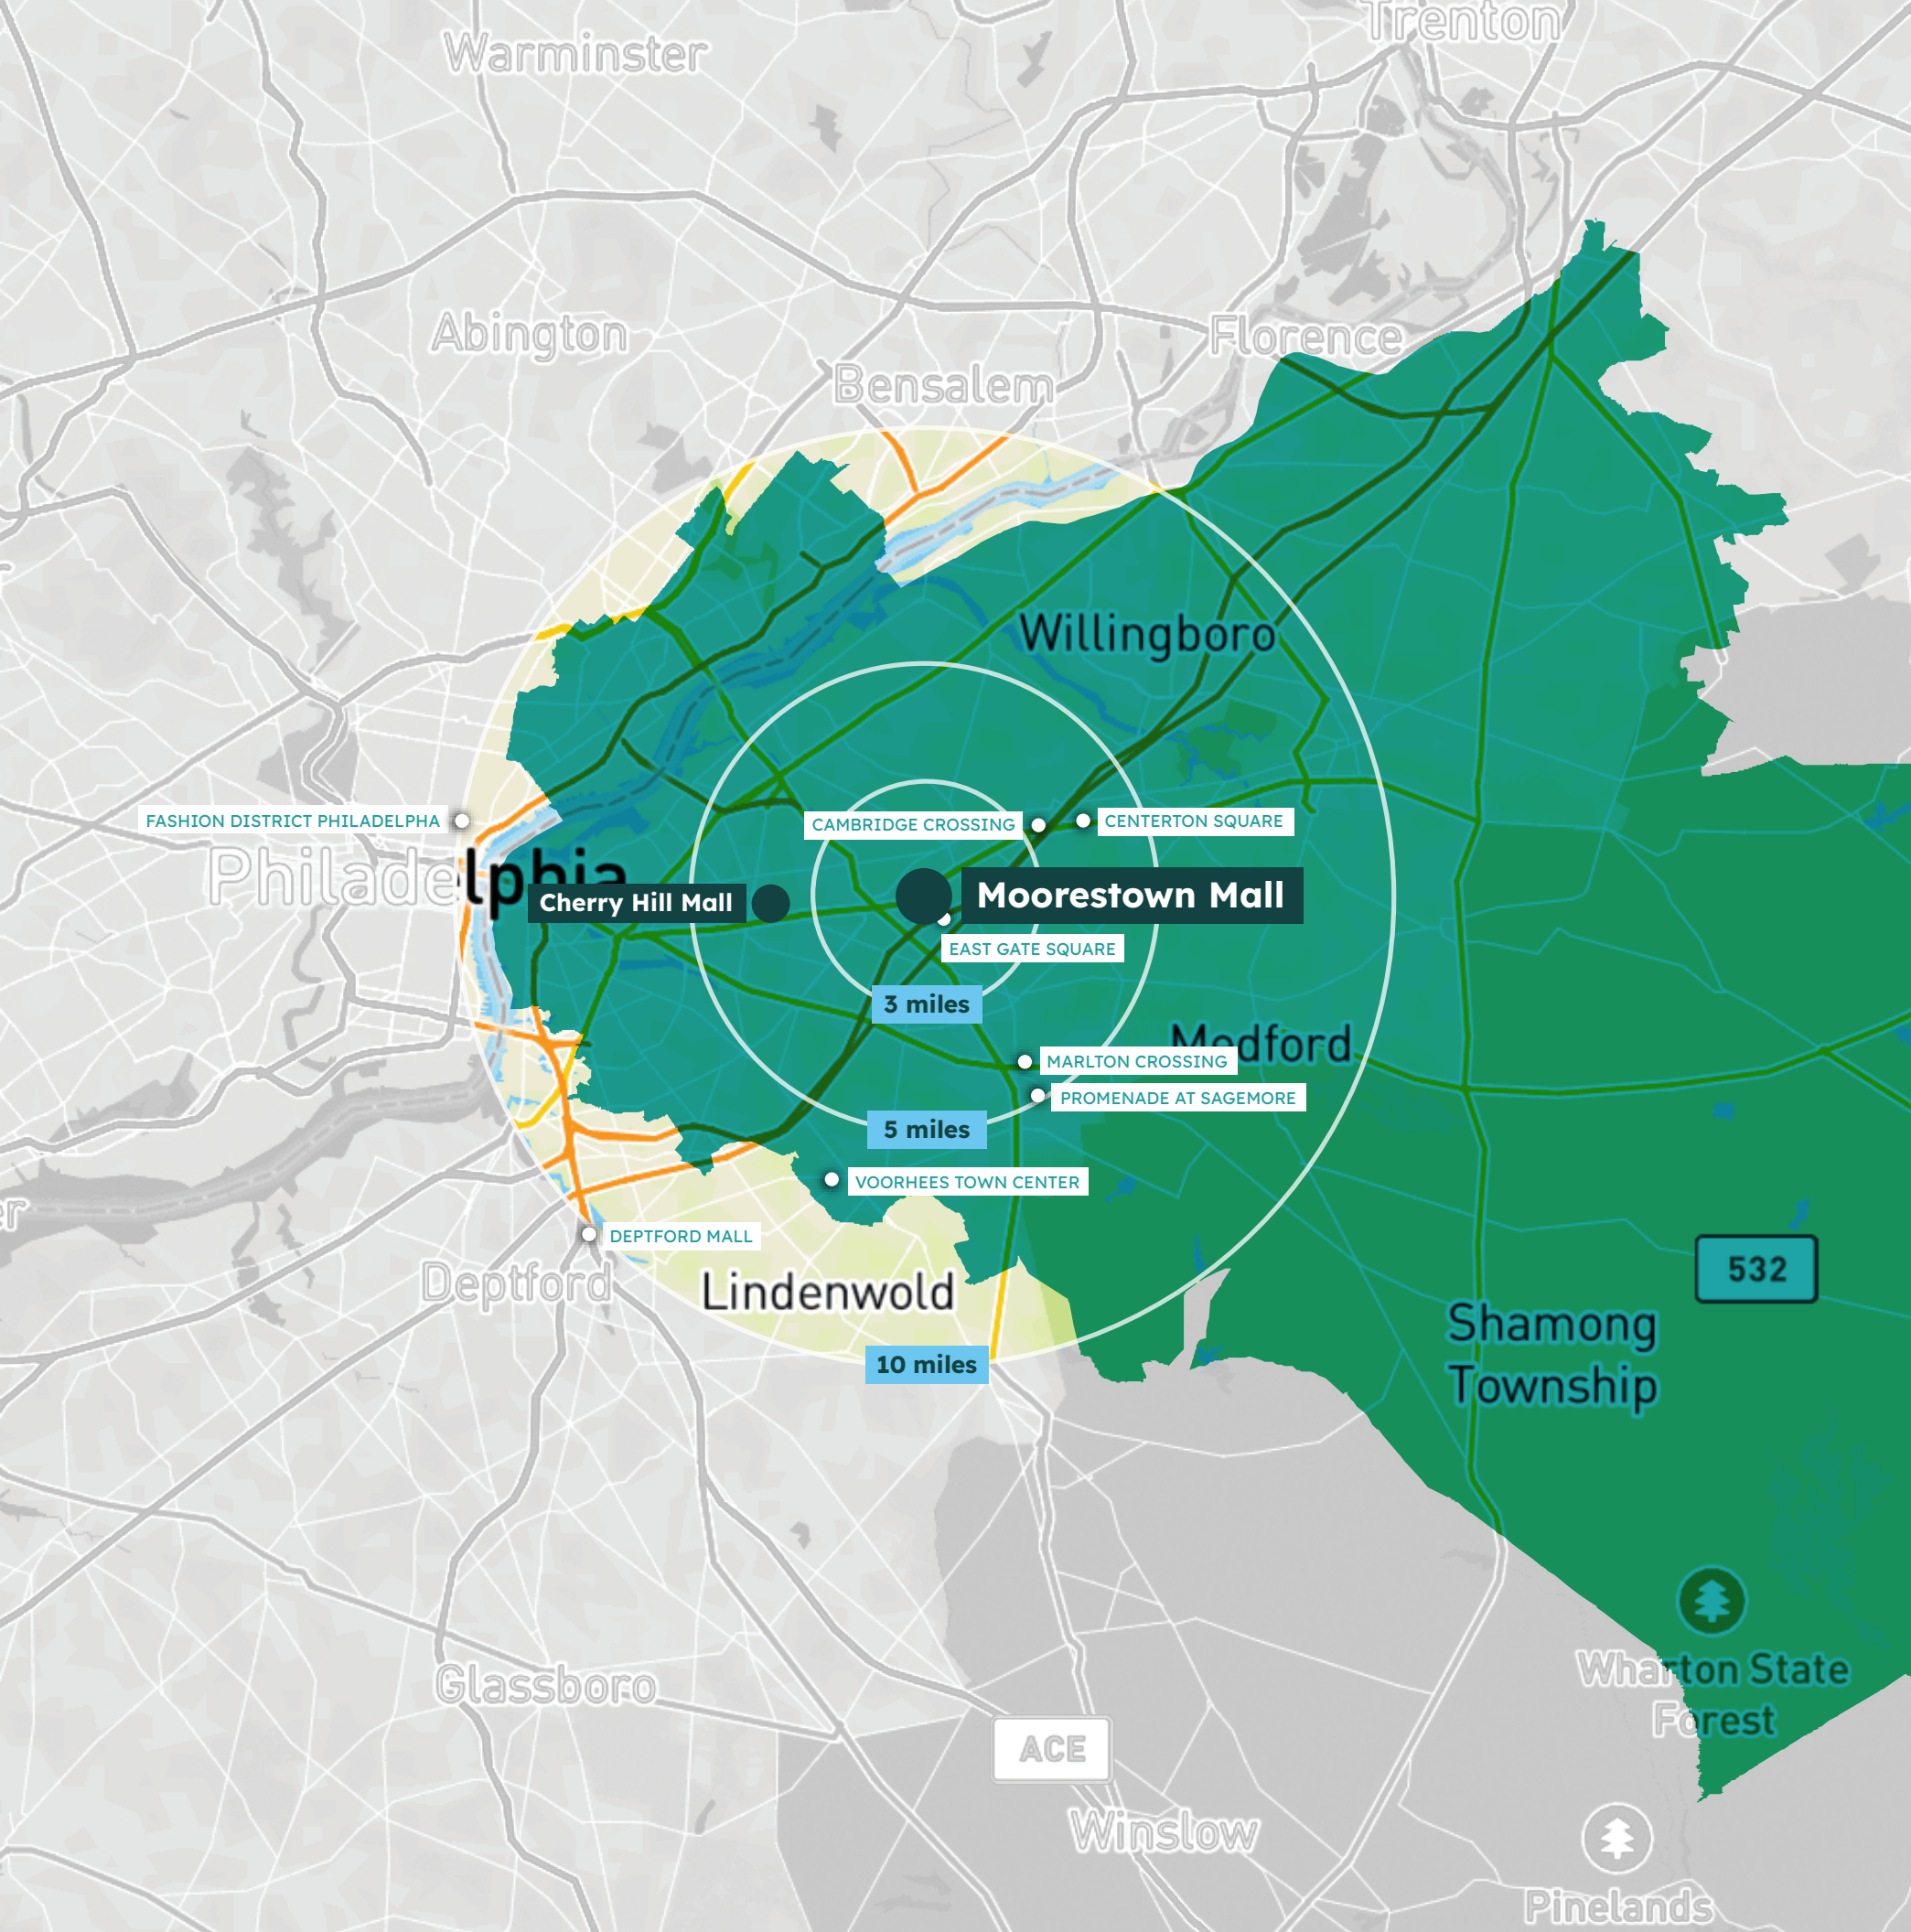 Warminster
Trenton
Abington
Florence
Bensalem
Willingboro
FASHION DISTRICT PHILADELPHA
CAMBRIDGE CROSSING
CENTERTON SQUARE
Philadelphia
Cherry Hill Mall
Moorestown Mall
EAST GATE SQUARE
3 miles
Medford
MARLTON CROSSING
PROMENADE AT SAGEMORE
5 miles
VOORHEES TOWN CENTER
DEPTFORD MALL
Deptford
Lindenwold
532
Shamong
Township
10 miles
Wharton State
Forest
Glassboro
ACE
Winslow
Pinelands